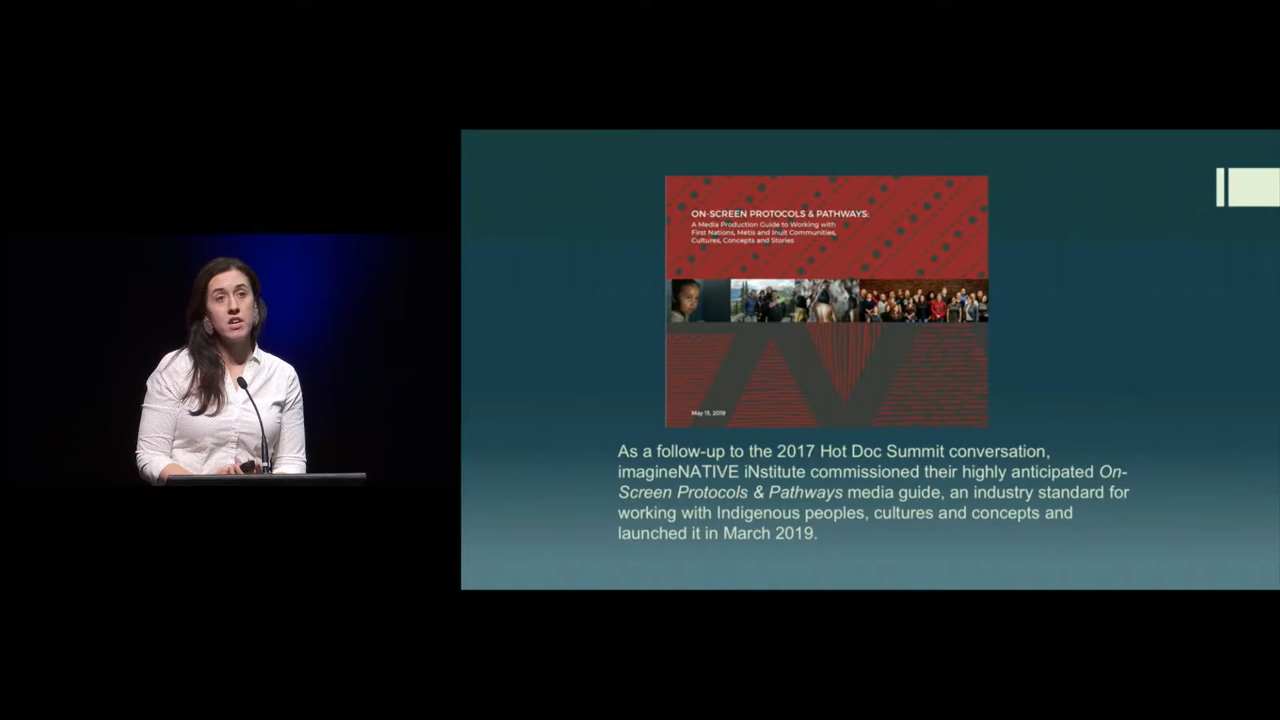 ON-SCREEN PROTOCOLS & PATHWAYS:
A Media Production Guide to Working with
First Nations, Métis and Inuit Communities,
Cultures, Concepts and Stories
May 15, 2019
As a follow-up to the 2017 Hot Doc Summit conversation,
imagineNATIVE iNstitute commissioned their highly anticipated On-
Screen Protocols & Pathways media guide, an industry standard for
working with Indigenous peoples, cultures and concepts and
launched it in March 2019.